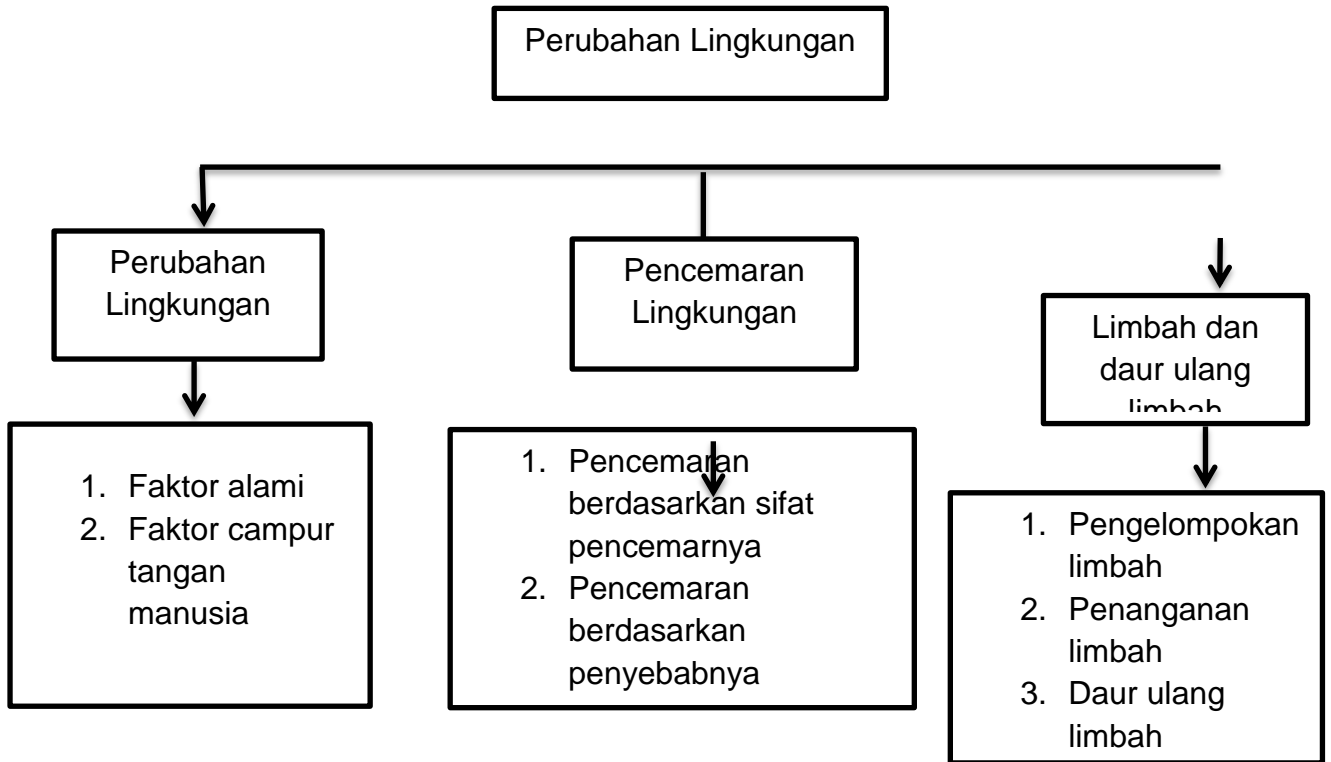 Perubahan Lingkungan
Perubahan
Lingkungan
Pencemaran
Lingkungan
Limbah dan
daur ulang
limbah
1. Faktor alami
2. Faktor campur
tangan
manusia
1. Pencemaran
berdasarkan sifat
pencemarnya
2. Pencemaran
berdasarkan
penyebabnya
1. Pengelompokan
limbah
2. Penanganan
limbah
3. Daur ulang
limbah